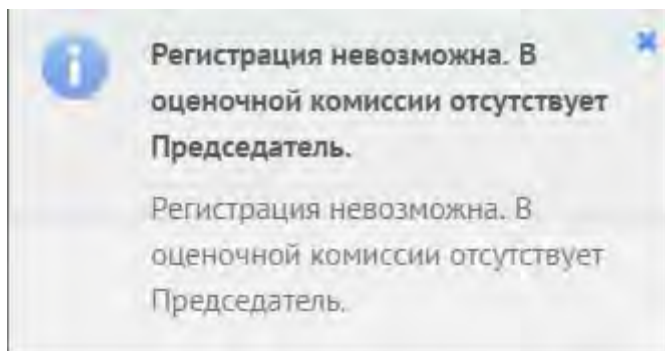 Регистрация невозможна. В
оценочной комиссии отсутствует
Председатель.
Регистрация невозможна. В
оценочной комиссии отсутствует
Председатель.